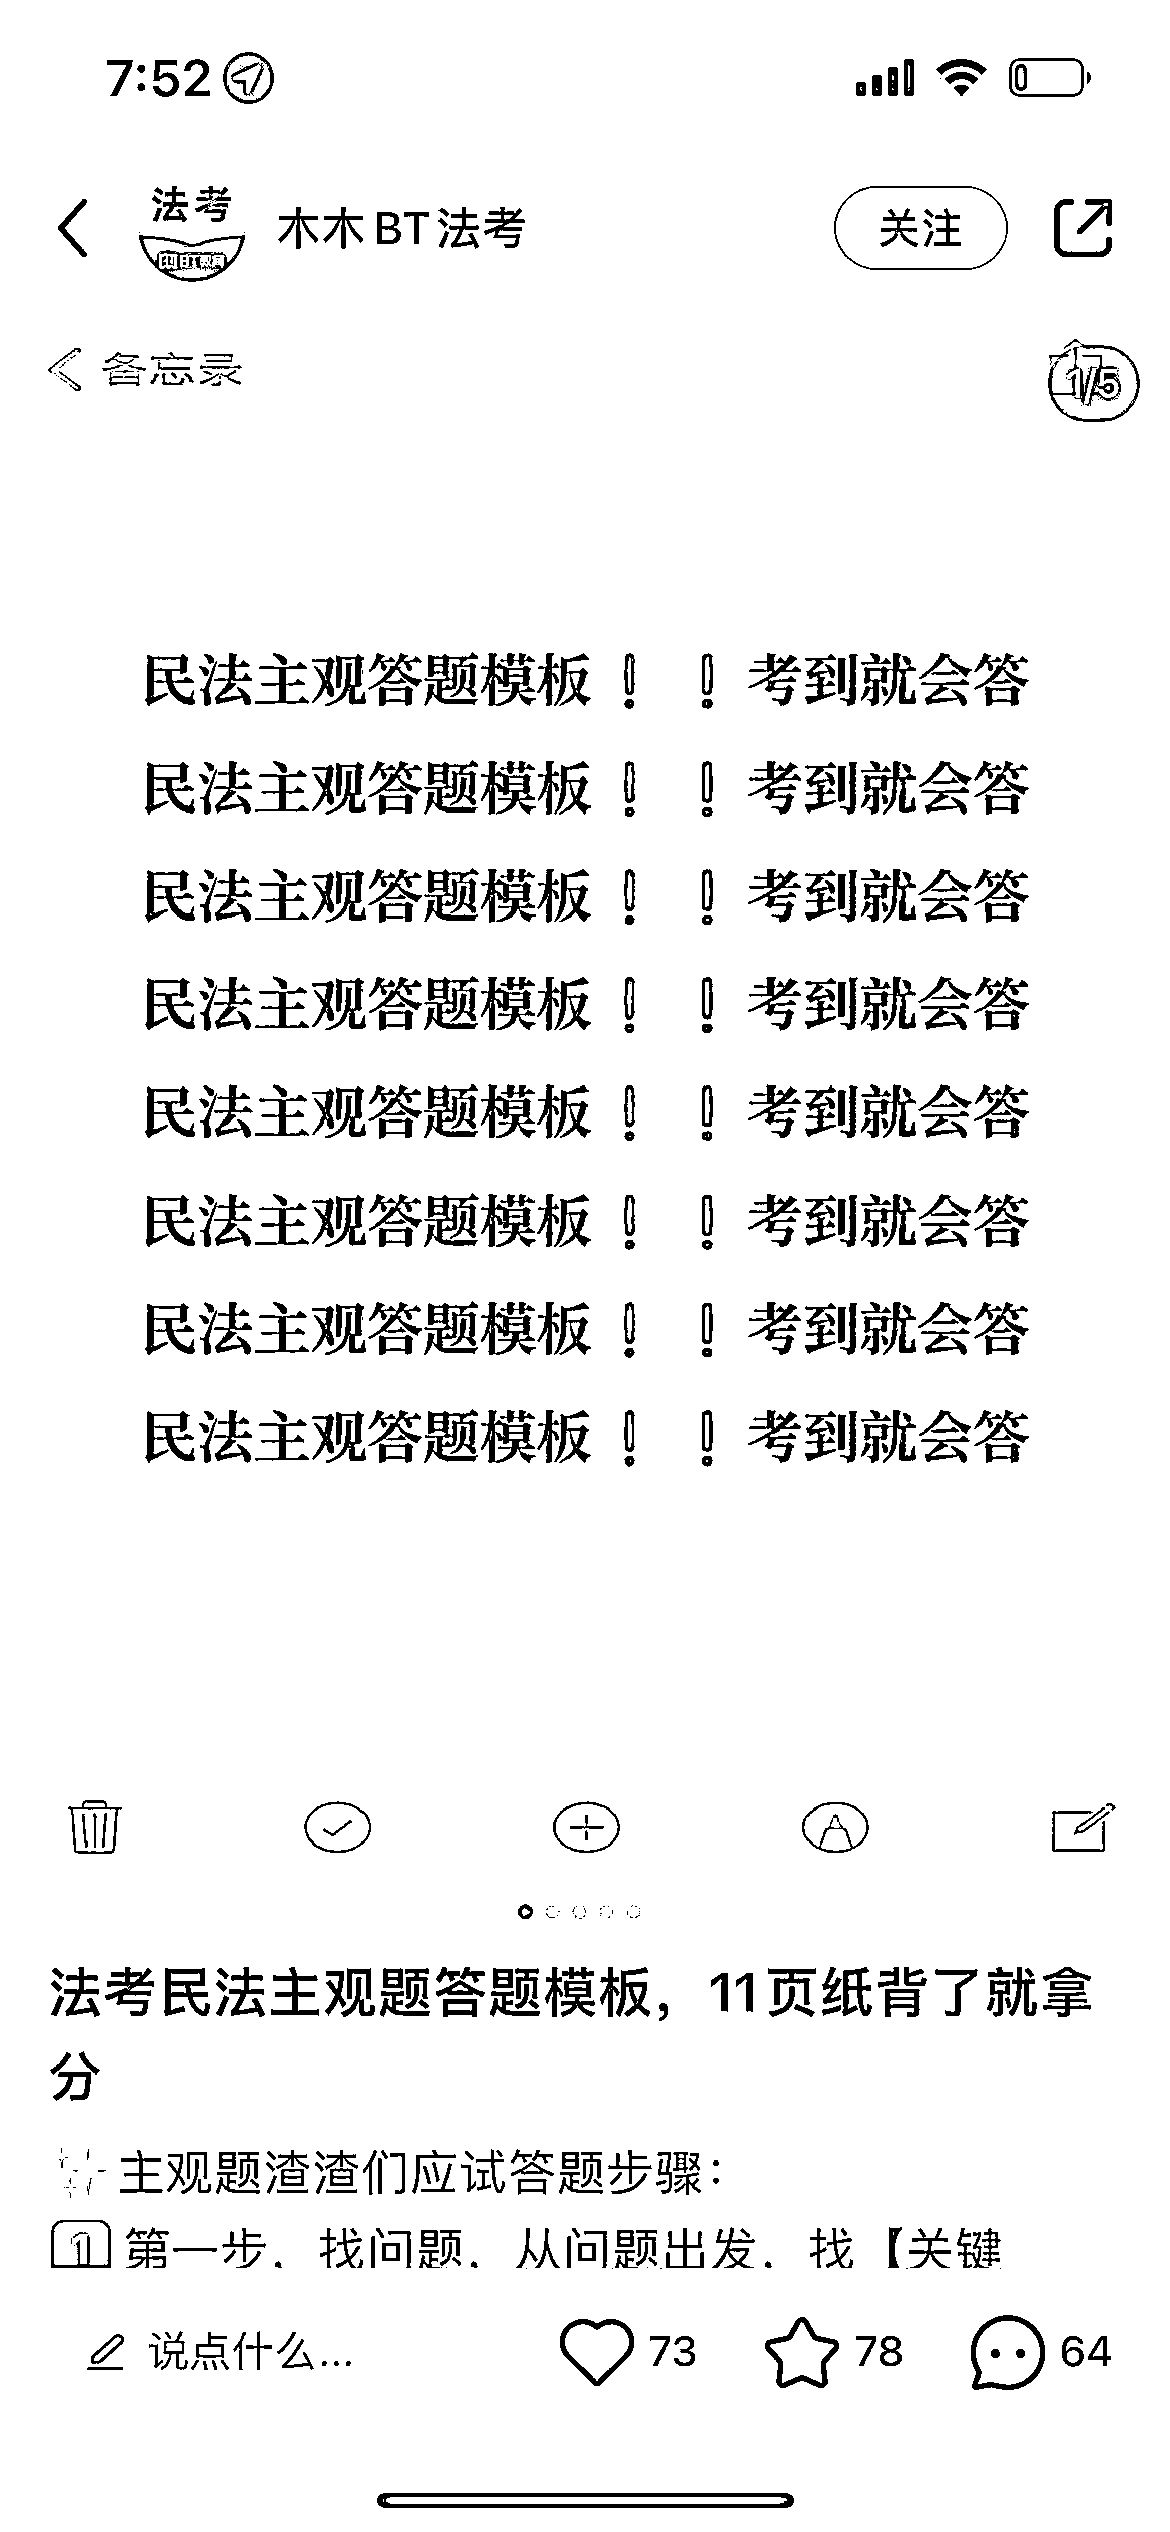 7:52
法考
木木BT法考
关注
备忘录
1/5
民法主观答题模板！！考到就会答
民法主观答题模板！！考到就会答
民法主观答题模板！！考到就会答
民法主观答题模板！！考到就会答
民法主观答题模板！！考到就会答
民法主观答题模板！！考到就会答
民法主观答题模板！！考到就会答
民法主观答题模板！！考到就会答
法考民法主观题答题模板，11页纸背了就拿
分
主观题渣渣们应试答题步骤：
1 第一步，找问题，从问题出发，找【关键
说点什么...
73
78
64